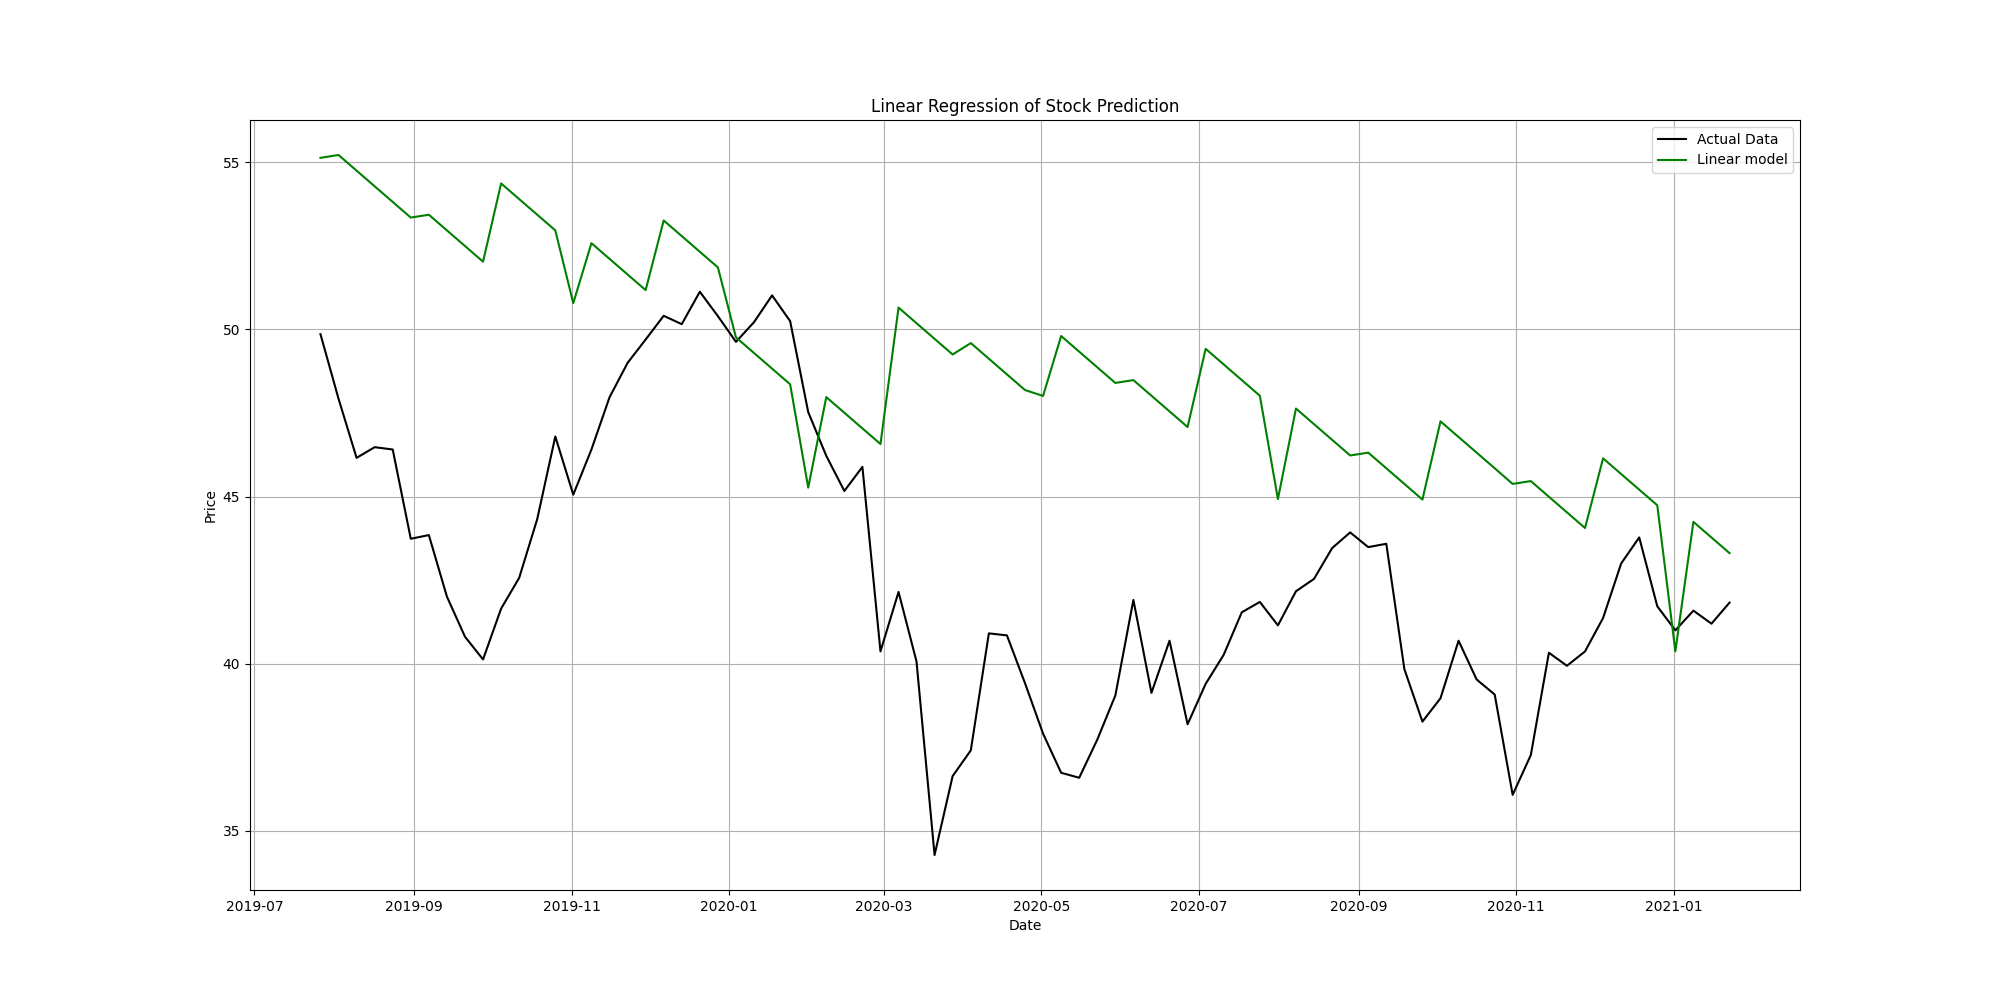 Linear Regression of Stock Prediction
Actual Data
Linear model
55
50
45
40
35
Price
2019-07 2019-09 2019-11 2020-01 2020-03 2020-05 2020-07 2020-09 2020-11 2021-01
Date